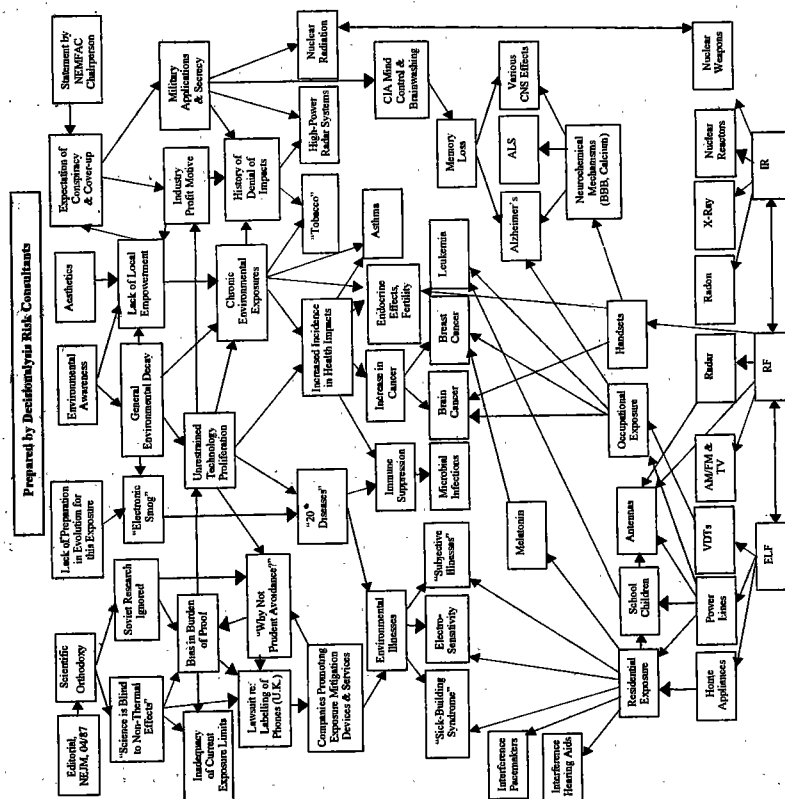 Prepared by Decisionalysis Risk Consultants
Editorial,
NEJM, 04/87
Scientific
Orthodoxy
Lack of Preparation
in Evolution for
this Exposure
Environmental
Awareness
Aesthetics
Expectation of
Conspiracy
& Cover-up
Statement by
NEMFAC
Chairperson
"Science is Blind
to Non-Thermal
Effects"
Soviet Research
Ignored
"Electronic
Smog"
General
Environmental Decay
Lack of Local
Empowerment
Industry
Profit Motive
Military
Applications
& Secrecy
Inadequacy
of Current
Exposure Limits
Bias in Burden
of Proof
Unrestrained
Technology
Proliferation
Chronic
Environmental
Exposures
History of
Denial of
Impacts
Lawsuit re:
Labelling of
Phones (U.K.)
"Why Not
Prudent Avoidance?"
"Tobacco"
High-Power
Radar Systems
Nuclear
Radiation
Companies Promoting
Exposure Mitigation
Devices & Services
"20th
Diseases"
Increased Incidence
in Health Impacts
Asthma
CIA Mind
Control &
Brainwashing
Environmental
Illnesses
Immune
Suppression
Increase in
Cancer
Endocrine
Effects,
Fertility
Memory
Loss
"Sick-Building
Syndrome"
Electro-
Sensitivity
"Subjective
Illnesses"
Microbial
Infections
Brain
Cancer
Breast
Cancer
Leukemia
Alzheimer's
ALS
Various
CNS Effects
Interference
Pacemakers
Interference
Hearing Aids
Melatonin
Neurochemical
Mechanisms
(BBB, Calcium)
Residential
Exposure
School
Children
Antennas
Occupational
Exposure
Handsets
Home
Appliances
Power
Lines
VDTs
AM/FM &
TV
Radar
Radon
X-Ray
Nuclear
Reactors
Nuclear
Weapons
ELF
RF
IR